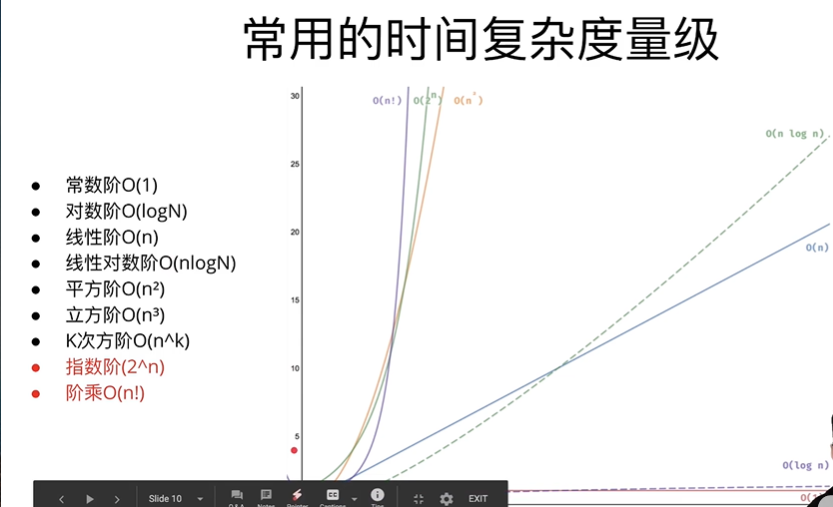 常用的时间复杂度量级
常数阶O(1)
对数阶O(logN)
线性阶O(n)
线性对数阶O(nlogN)
平方阶O(n²)
立方阶O(n³)
K次方阶O(n^k)
指数阶(2^n)
阶乘O(n!)
30
25
20
15
10
5
O(n!)
O(2^n)
O(n log n)
O(n)
O(log n)
Slide 10
Q&A
Notes
Pointer
Captions
CC
Tips
EXIT